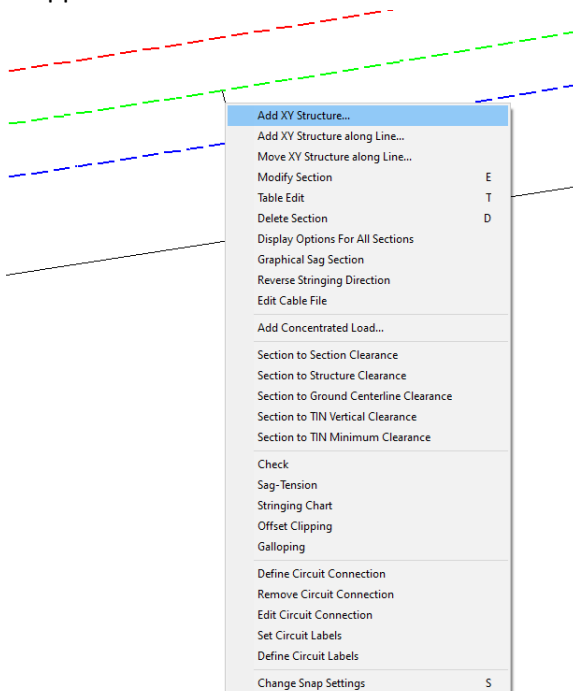 Add XY Structure...
Add XY Structure along Line...
Move XY Structure along Line...
Modify Section E
Table Edit T
Delete Section D
Display Options For All Sections
Graphical Sag Section
Reverse Stringing Direction
Edit Cable File
Add Concentrated Load...
Section to Section Clearance
Section to Structure Clearance
Section to Ground Centerline Clearance
Section to TIN Vertical Clearance
Section to TIN Minimum Clearance
Check
Sag-Tension
Stringing Chart
Offset Clipping
Galloping
Define Circuit Connection
Remove Circuit Connection
Edit Circuit Connection
Set Circuit Labels
Define Circuit Labels
Change Snap Settings S